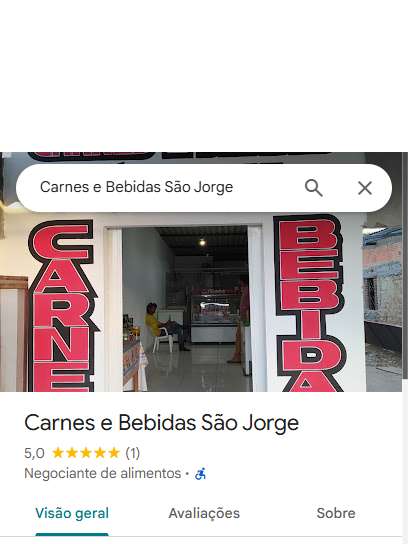 Carnes e Bebidas São Jorge
CARNE
BEBIDA
Carnes e Bebidas São Jorge
5,0 ★★★★★ (1)
Negociante de alimentos ·
Visão geral Avaliações Sobre